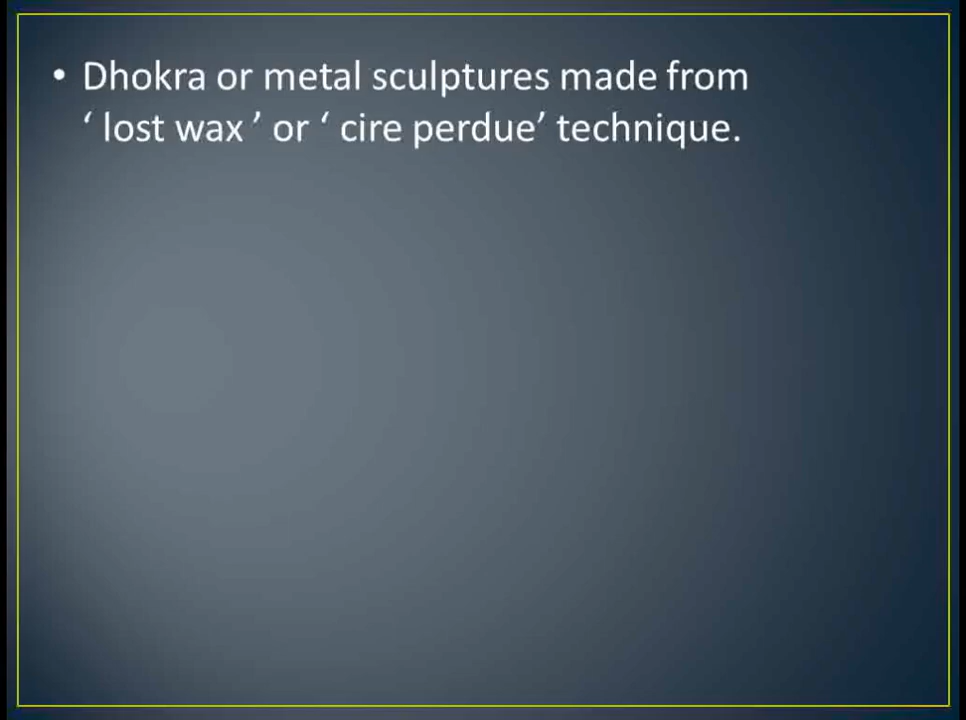 • Dhokra or metal sculptures made from
‘ lost wax ’ or ‘ cire perdue’ technique.